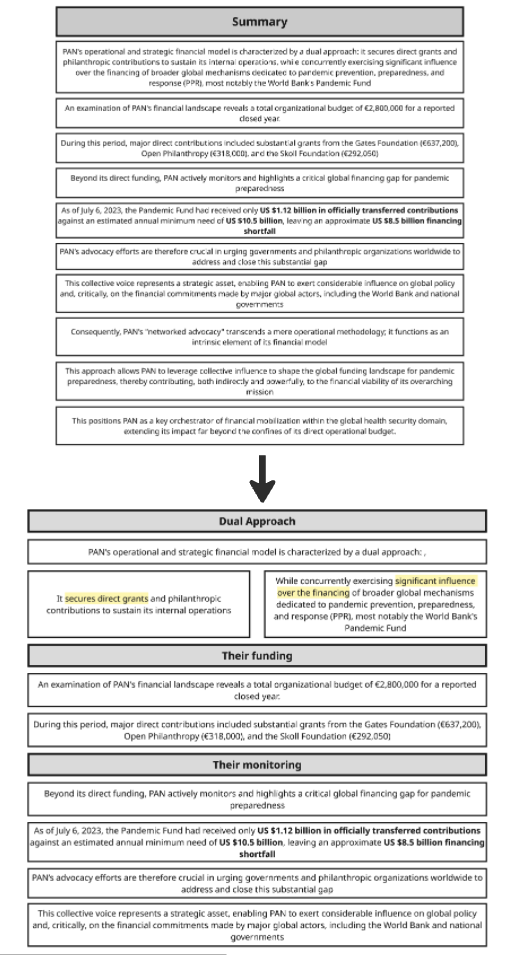 Summary
PAN's operational and strategic financial model is characterized by a dual approach: it secures direct grants and
philanthropic contributions to sustain its internal operations, while concurrently exercising significant influence
over the financing of broader global mechanisms dedicated to pandemic prevention, preparedness, and
response (PPR), most notably the World Bank's Pandemic Fund
An examination of PAN's financial landscape reveals a total organizational budget of €2,800,000 for a reported
closed year.
During this period, major direct contributions included substantial grants from the Gates Foundation (€637,200),
Open Philanthropy (€318,000), and the Skoll Foundation (€292,050)
Beyond its direct funding, PAN actively monitors and highlights a critical global financing gap for pandemic
preparedness
As of July 6, 2023, the Pandemic Fund had received only US $1.12 billion in officially transferred contributions
against an estimated annual minimum need of US $10.5 billion, leaving an approximate US $8.5 billion financing
shortfall
PAN's advocacy efforts are therefore crucial in urging governments and philanthropic organizations worldwide to
address and close this substantial gap
This collective voice represents a strategic asset, enabling PAN to exert considerable influence on global policy
and, critically, on the financial commitments made by major global actors, including the World Bank and national
governments
Consequently, PAN's "networked advocacy" transcends a mere operational methodology; it functions as an
intrinsic element of its financial model
This approach allows PAN to leverage collective influence to shape the global funding landscape for pandemic
preparedness, thereby contributing, both indirectly and powerfully, to the financial viability of its overarching
mission
This positions PAN as a key orchestrator of financial mobilization within the global health security domain,
extending its impact far beyond the confines of its direct operational budget.
Dual Approach
PAN's operational and strategic financial model is characterized by a dual approach: ,
It secures direct grants and philanthropic
contributions to sustain its internal operations
While concurrently exercising significant influence
over the financing of broader global mechanisms
dedicated to pandemic prevention, preparedness,
and response (PPR), most notably the World Bank's
Pandemic Fund
Their funding
An examination of PAN's financial landscape reveals a total organizational budget of €2,800,000 for a reported
closed year.
During this period, major direct contributions included substantial grants from the Gates Foundation (€637,200),
Open Philanthropy (€318,000), and the Skoll Foundation (€292,050)
Their monitoring
Beyond its direct funding, PAN actively monitors and highlights a critical global financing gap for pandemic
preparedness
As of July 6, 2023, the Pandemic Fund had received only US $1.12 billion in officially transferred contributions
against an estimated annual minimum need of US $10.5 billion, leaving an approximate US $8.5 billion financing
shortfall
PAN's advocacy efforts are therefore crucial in urging governments and philanthropic organizations worldwide to
address and close this substantial gap
This collective voice represents a strategic asset, enabling PAN to exert considerable influence on global policy
and, critically, on the financial commitments made by major global actors, including the World Bank and national
governments